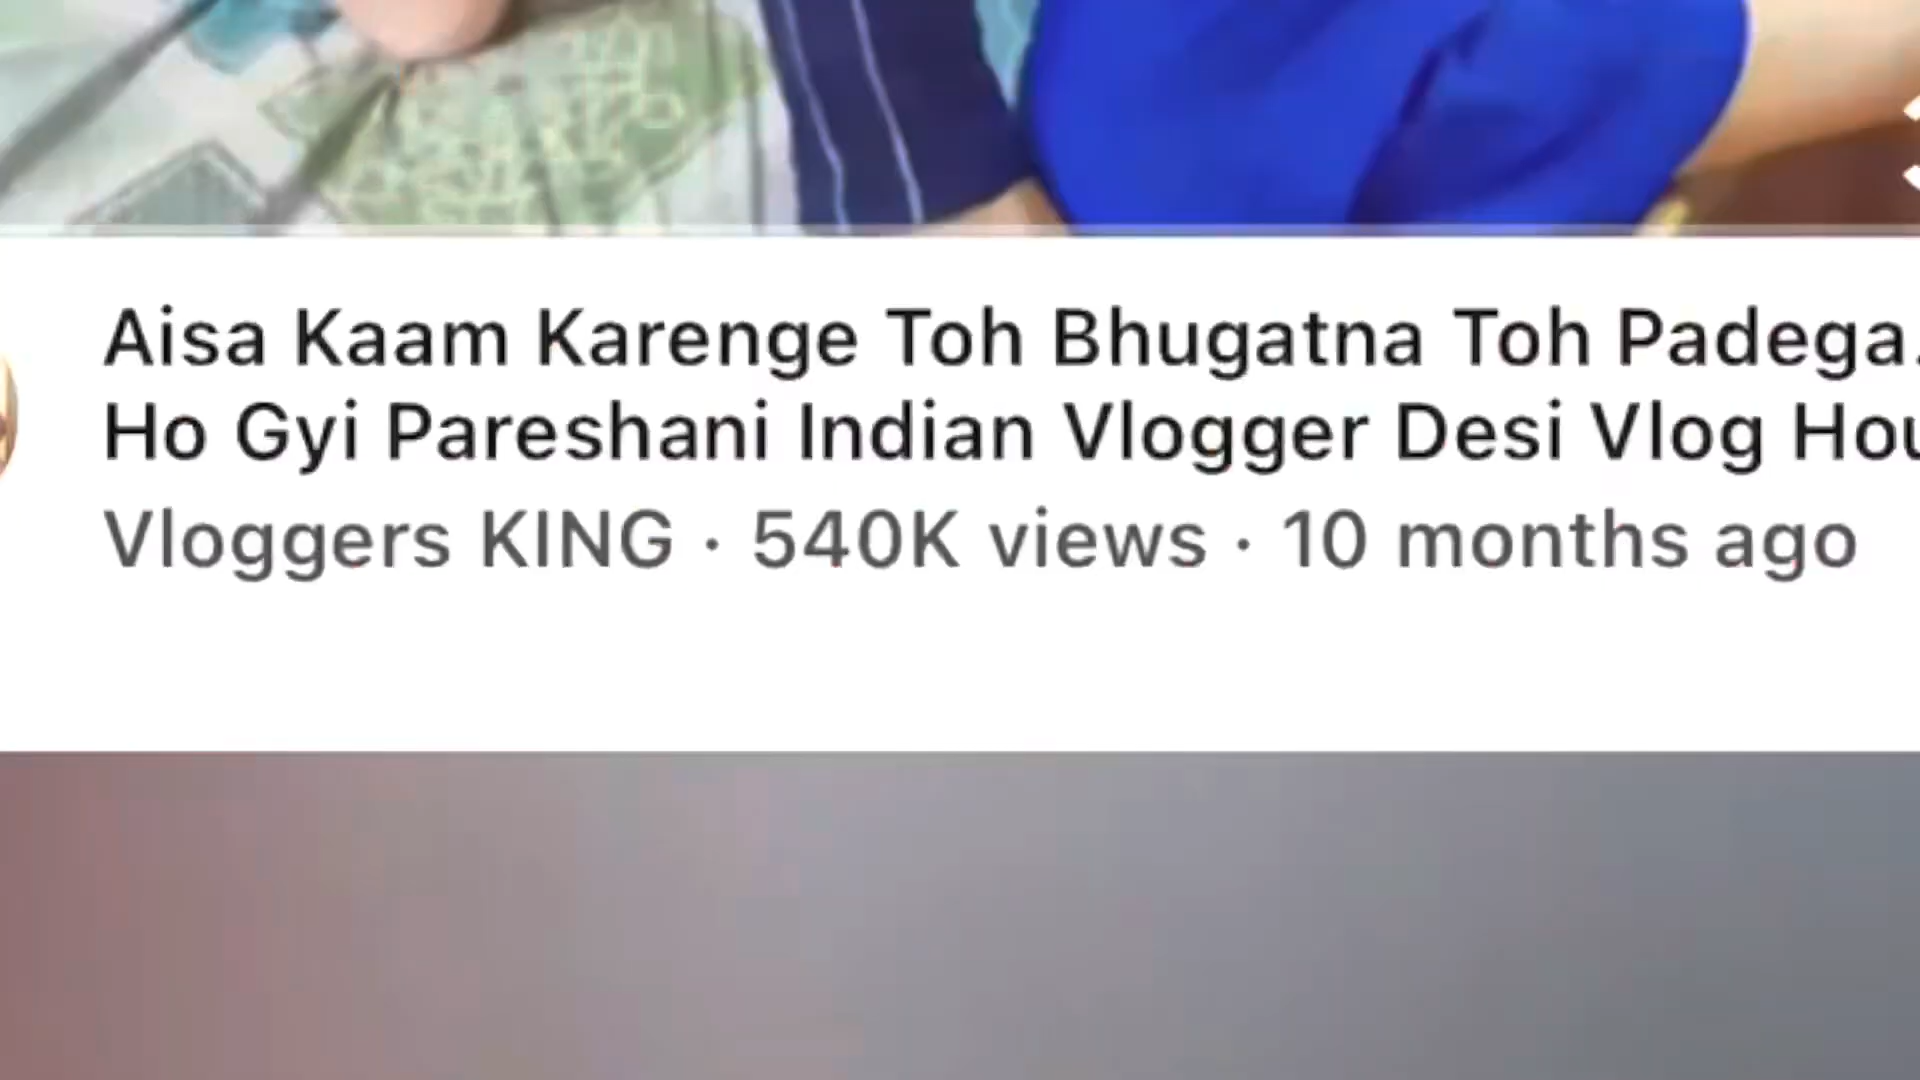 Aisa Kaam Karenge Toh Bhugatna Toh Padega.
Ho Gyi Pareshani Indian Vlogger Desi Vlog
Vloggers KING · 540K views · 10 months ago